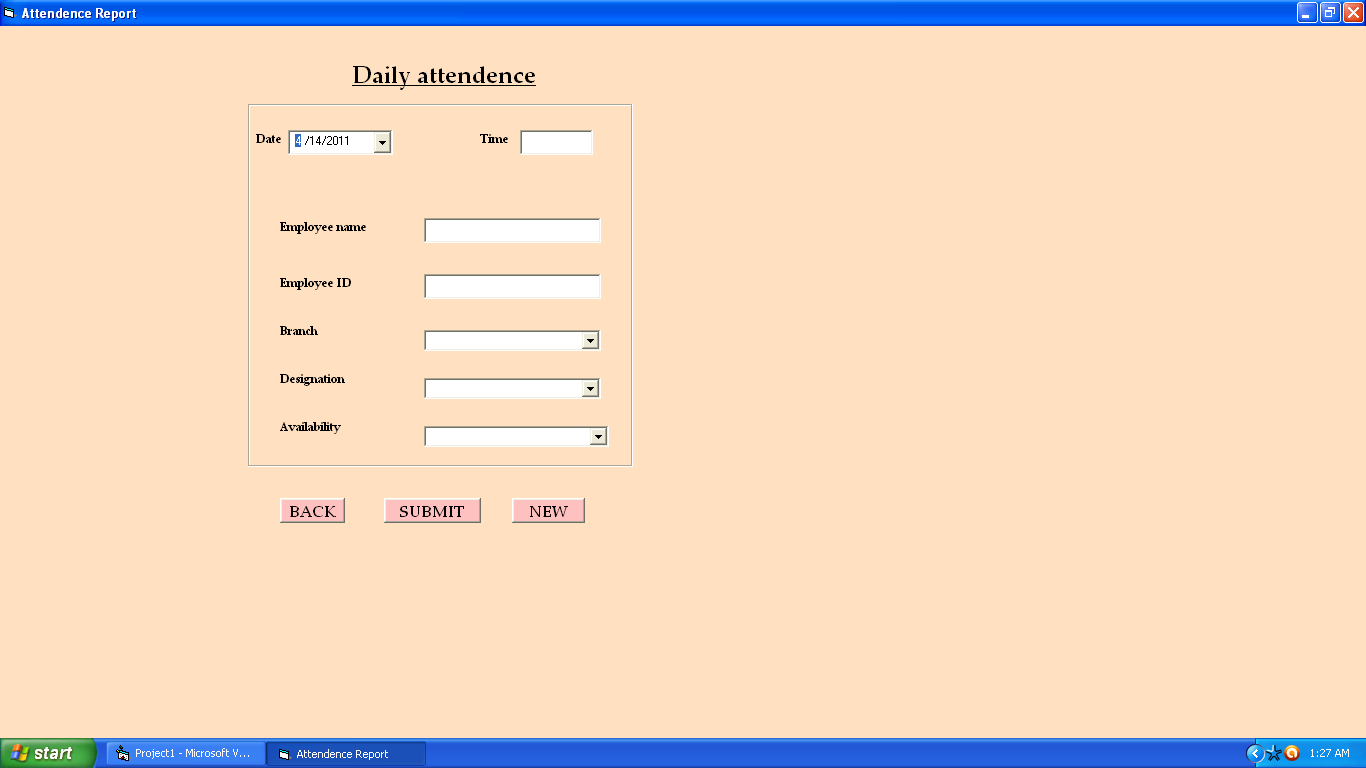 Attendence Report
Daily attendence
Date 4 /14/2011 Time
Employee name
Employee ID
Branch
Designation
Availability
BACK SUBMIT NEW
start Project1 - Microsoft V... Attendence Report 1:27 AM